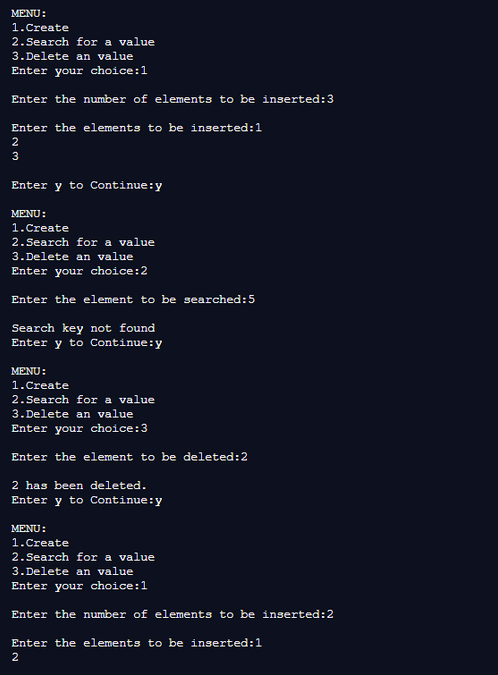 MENU:
1.Create
2.Search for a value
3.Delete an value
Enter your choice:1
Enter the number of elements to be inserted:3
Enter the elements to be inserted:1
2
3
Enter y to Continue:y
MENU:
1.Create
2.Search for a value
3.Delete an value
Enter your choice:2
Enter the element to be searched:5
Search key not found
Enter y to Continue:y
MENU:
1.Create
2.Search for a value
3.Delete an value
Enter your choice:3
Enter the element to be deleted:2
2 has been deleted.
Enter y to Continue:y
MENU:
1.Create
2.Search for a value
3.Delete an value
Enter your choice:1
Enter the number of elements to be inserted:2
Enter the elements to be inserted:1
2